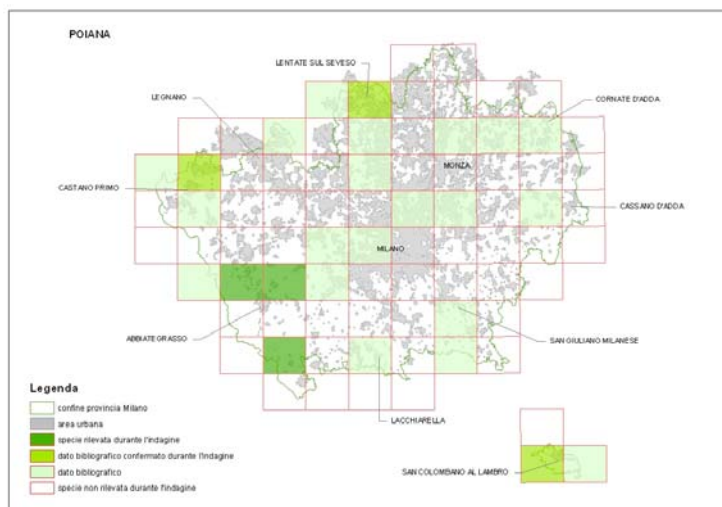 POIANA
LENTATE SUL SEVESO
LEGNANO
CORNATE D'ADDA
MONZA
CASTANO PRIMO
CASSANO D'ADDA
MILANO
ABBIATEGRASSO
SAN GIULIANO MILANESE
LACCHIARELLA
SAN COLOMBANO AL LAMBRO
Legenda
confine provincia Milano
area urbana
specie rilevata durante l'indagine
dato bibliografico confermato durante l'indagine
dato bibliografico
specie non rilevata durante l'indagine